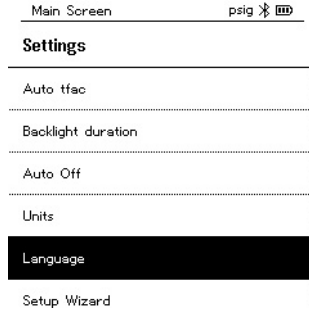 Main Screen psig
Settings
Auto tfac
Backlight duration
Auto Off
Units
Language
Setup Wizard